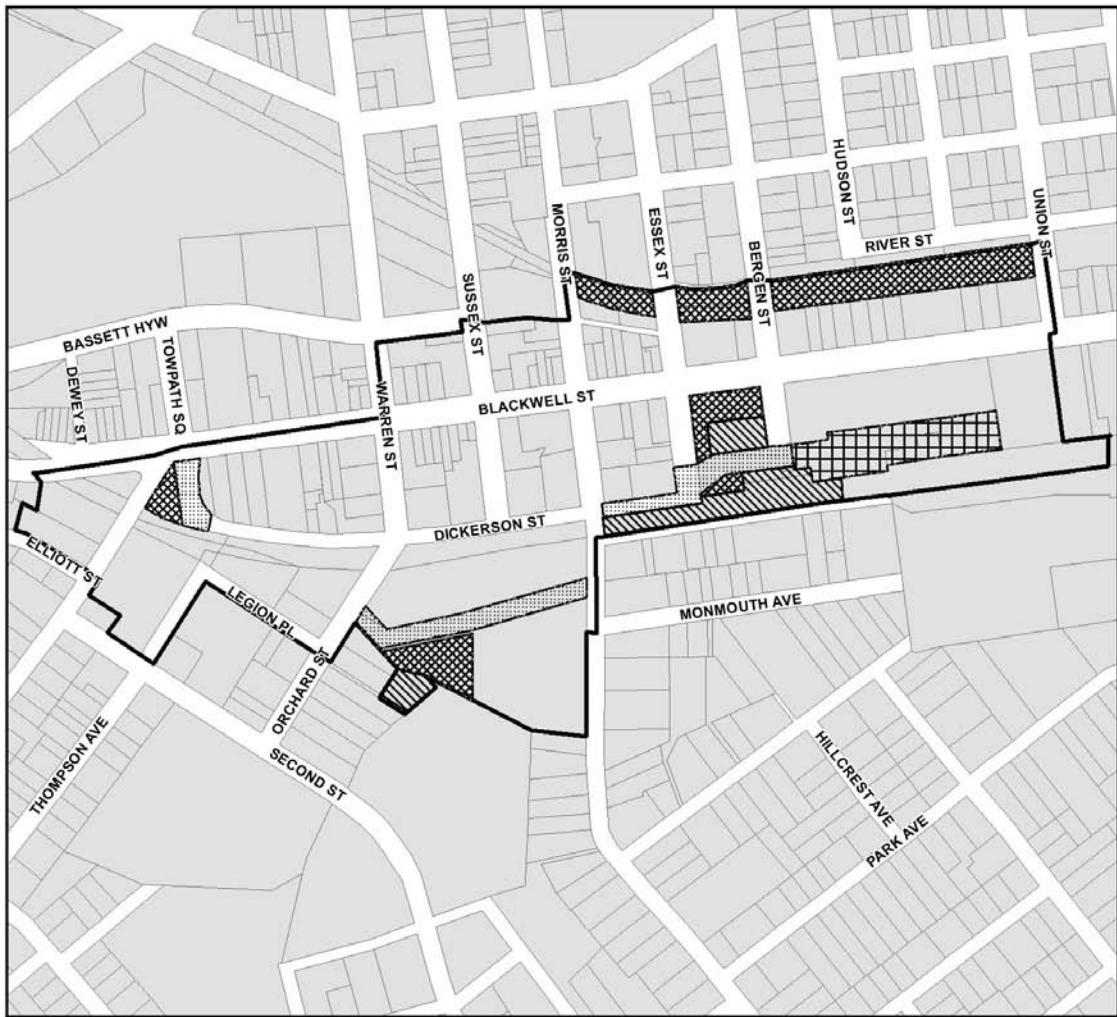 HUDSON ST
UNION ST
MORRIS ST
ESSEX ST
BERGEN ST
RIVER ST
SUSSEX ST
BASSETT HYW
TOWPATH SQ
DEWEY ST
WARREN ST
BLACKWELL ST
DICKERSON ST
ELLIOTT ST
LEGION PL
MONMOUTH AVE
ORCHARD ST
THOMPSON AVE
SECOND ST
HILLCREST AVE
PARK AVE